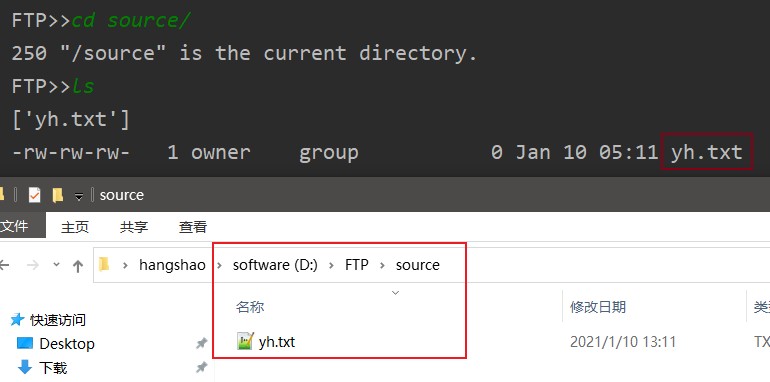 FTP>>cd source/
250 "/source" is the current directory.
FTP>>ls
['yh.txt']
-rw-rw-rw-   1 owner    group               0 Jan 10 05:11 yh.txt
source
文件 主页 共享 查看
hangshao › software (D:) › FTP › source
名称 修改日期
快速访问
yh.txt 2021/1/10 13:11 TX
Desktop
下载